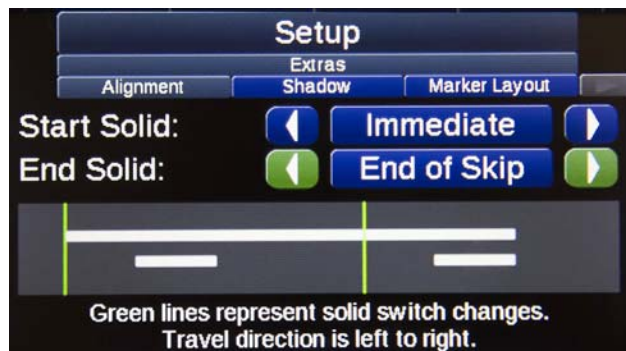 Setup
Extras
Alignment Shadow Marker Layout
Start Solid: Immediate
End Solid: End of Skip
Green lines represent solid switch changes.
Travel direction is left to right.